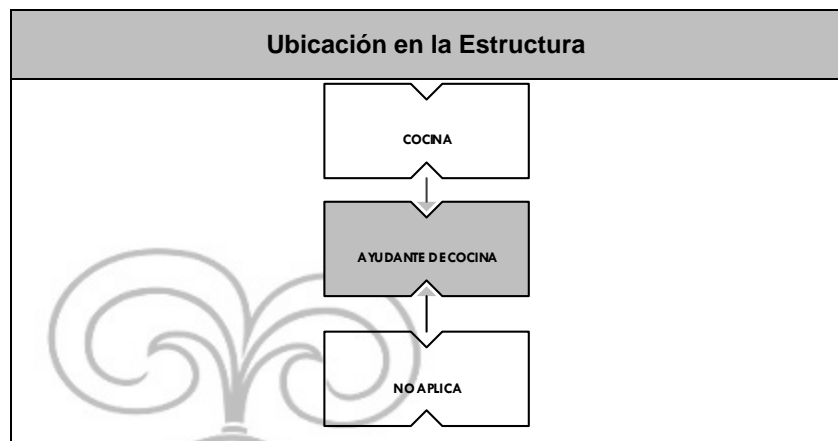 Ubicación en la Estructura
COCINA
AYUDANTE DE COCINA
NO APLICA